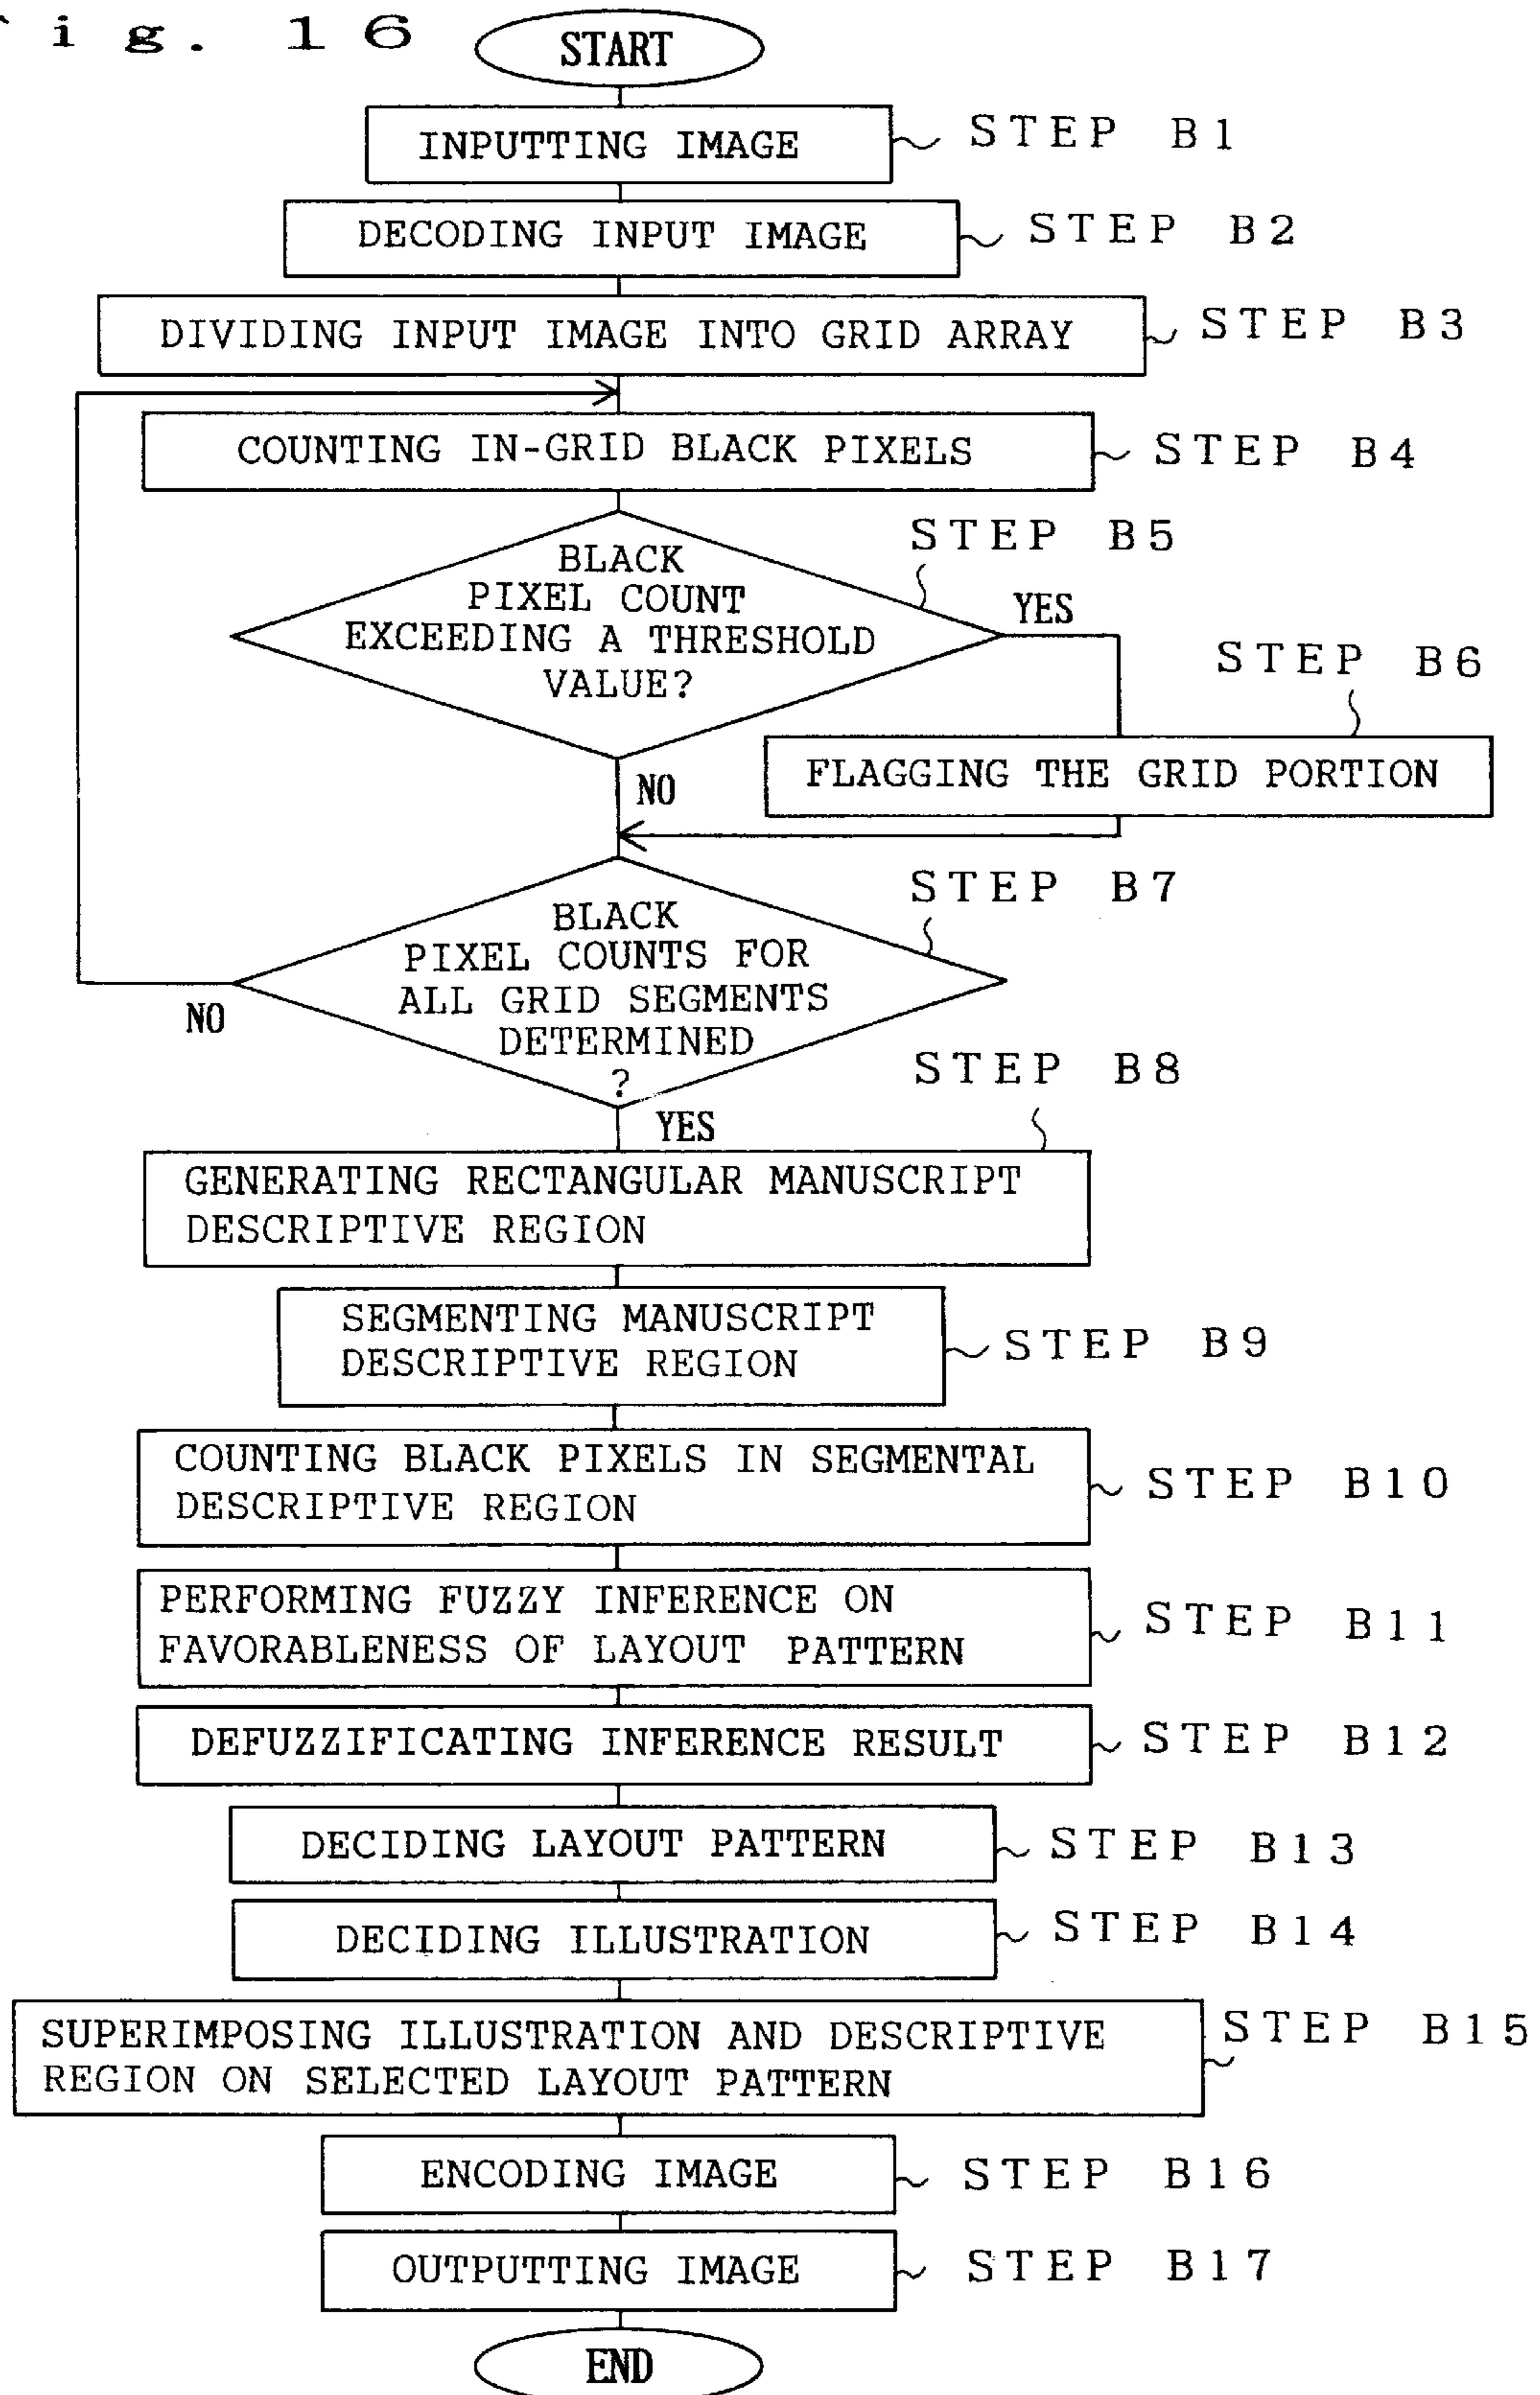 Fig. 16
START
INPUTTING IMAGE
STEP B1
DECODING INPUT IMAGE
STEP B2
DIVIDING INPUT IMAGE INTO GRID ARRAY
STEP B3
COUNTING IN-GRID BLACK PIXELS
STEP B4
STEP B5
BLACK
PIXEL COUNT
EXCEEDING A THRESHOLD
VALUE?
YES
STEP B6
FLAGGING THE GRID PORTION
NO
STEP B7
BLACK
PIXEL COUNTS FOR
ALL GRID SEGMENTS
DETERMINED
?
NO
YES
STEP B8
GENERATING RECTANGULAR MANUSCRIPT
DESCRIPTIVE REGION
SEGMENTING MANUSCRIPT
DESCRIPTIVE REGION
STEP B9
COUNTING BLACK PIXELS IN SEGMENTAL
DESCRIPTIVE REGION
STEP B10
PERFORMING FUZZY INFERENCE ON
FAVORABLENESS OF LAYOUT PATTERN
STEP B11
DEFUZZIFICATING INFERENCE RESULT
STEP B12
DECIDING LAYOUT PATTERN
STEP B13
DECIDING ILLUSTRATION
STEP B14
SUPERIMPOSING ILLUSTRATION AND DESCRIPTIVE
REGION ON SELECTED LAYOUT PATTERN
STEP B15
ENCODING IMAGE
STEP B16
OUTPUTTING IMAGE
STEP B17
END